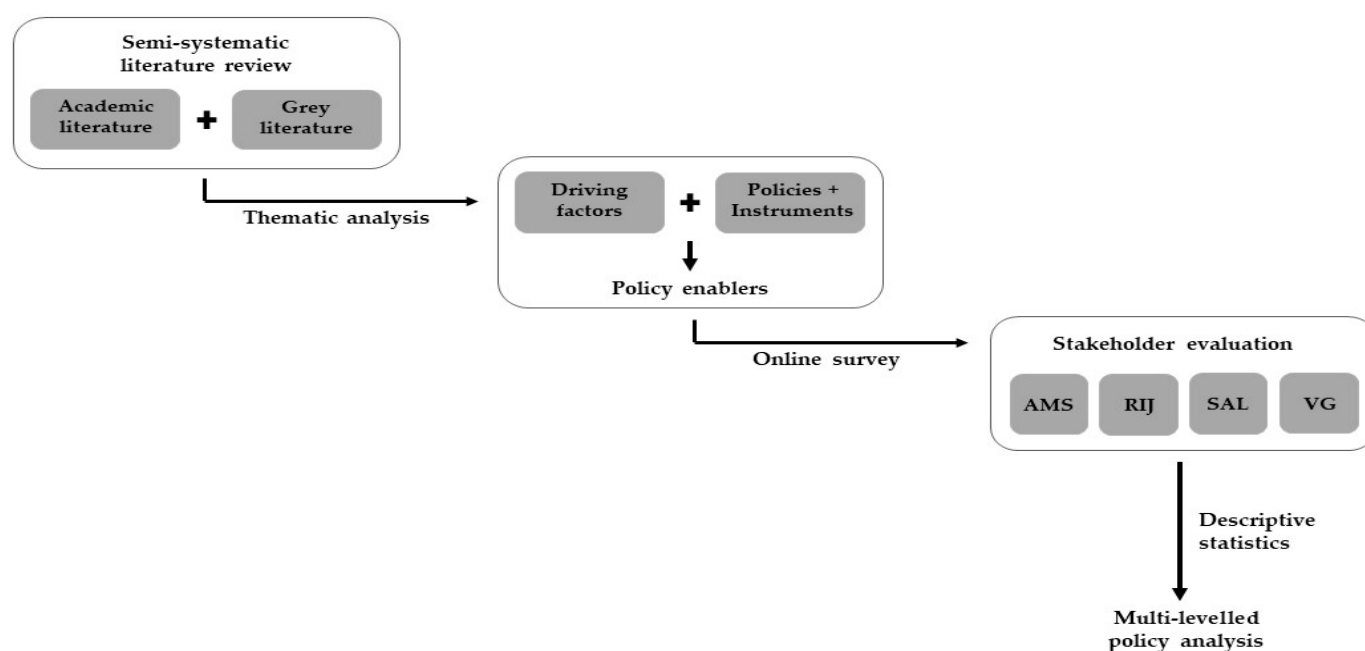 Semi-systematic
literature review
Academic
literature
+
Grey
literature
Thematic analysis
Driving
factors
+
Policies +
Instruments
Policy enablers
Online survey
Stakeholder evaluation
AMS
RIJ
SAL
VG
Descriptive
statistics
Multi-levelled
policy analysis